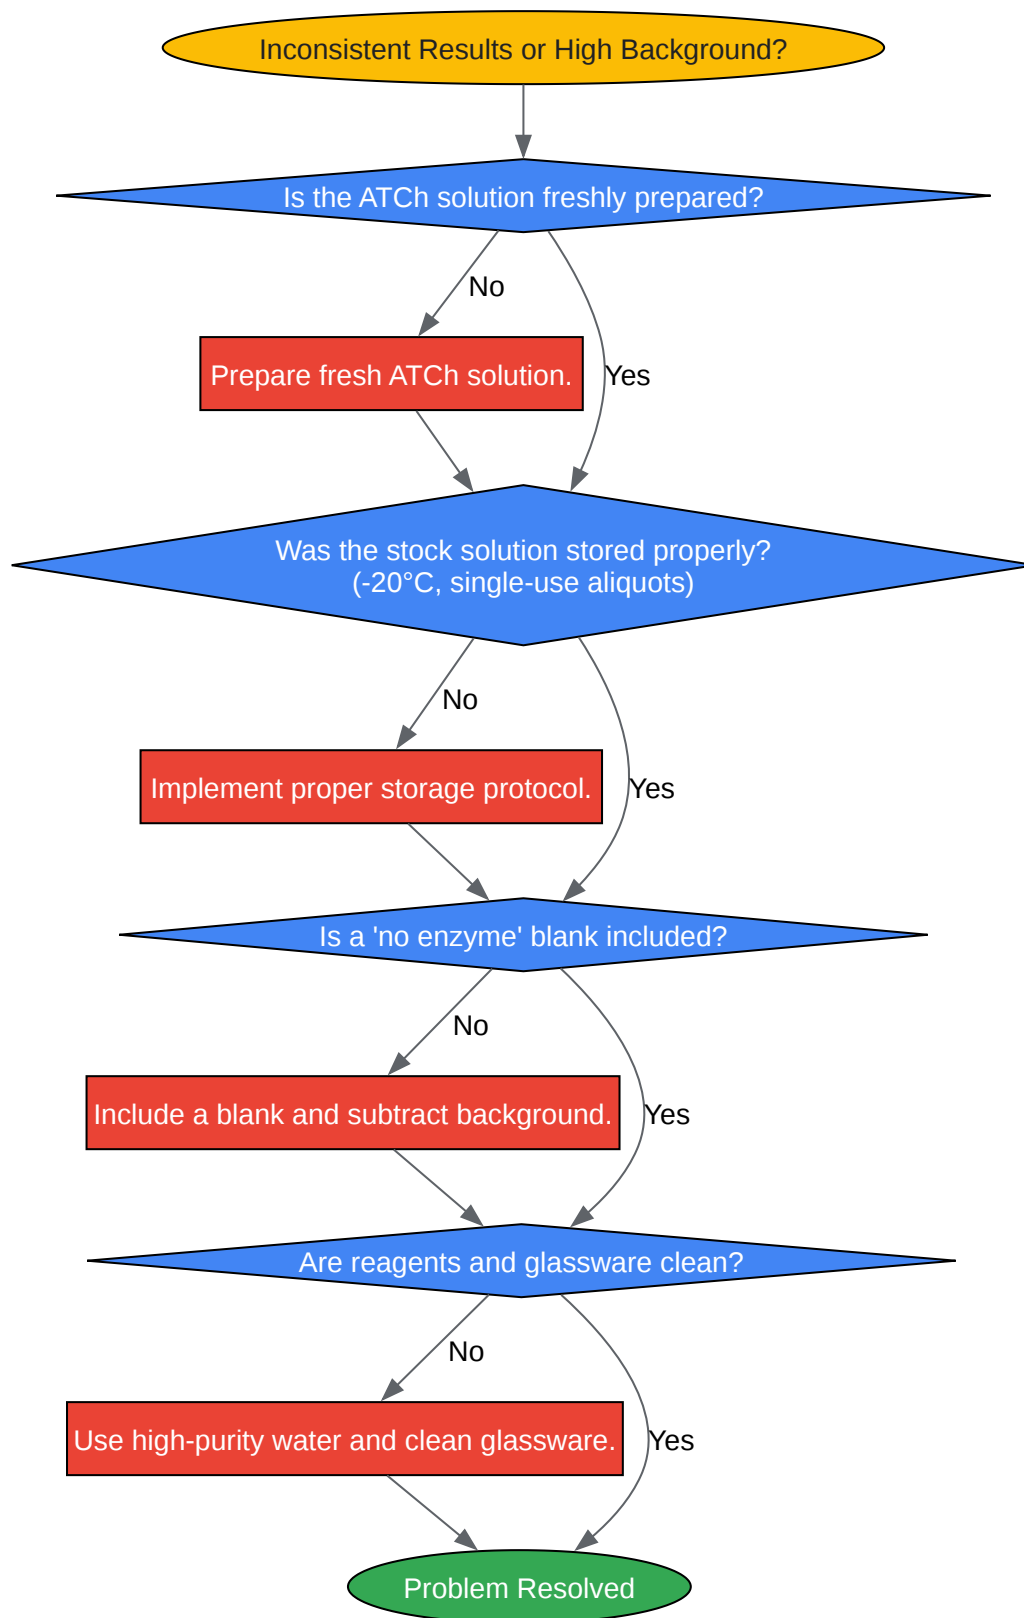 Inconsistent Results or High Background?
Is the ATCh solution freshly prepared?
No
Prepare fresh ATCh solution.
Yes
Was the stock solution stored properly?
(-20°C, single-use aliquots)
No
Implement proper storage protocol.
Yes
Is a 'no enzyme' blank included?
No
Include a blank and subtract background.
Yes
Are reagents and glassware clean?
No
Use high-purity water and clean glassware.
Yes
Problem Resolved